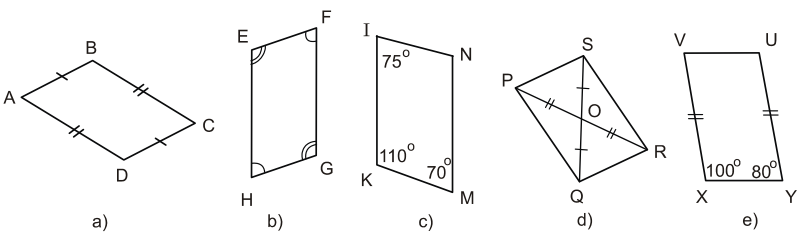 A B C D
a)
E F G H
b)
I N 75° 110° 70° K M
c)
S P O R Q
d)
V U 100° 80° X Y
e)